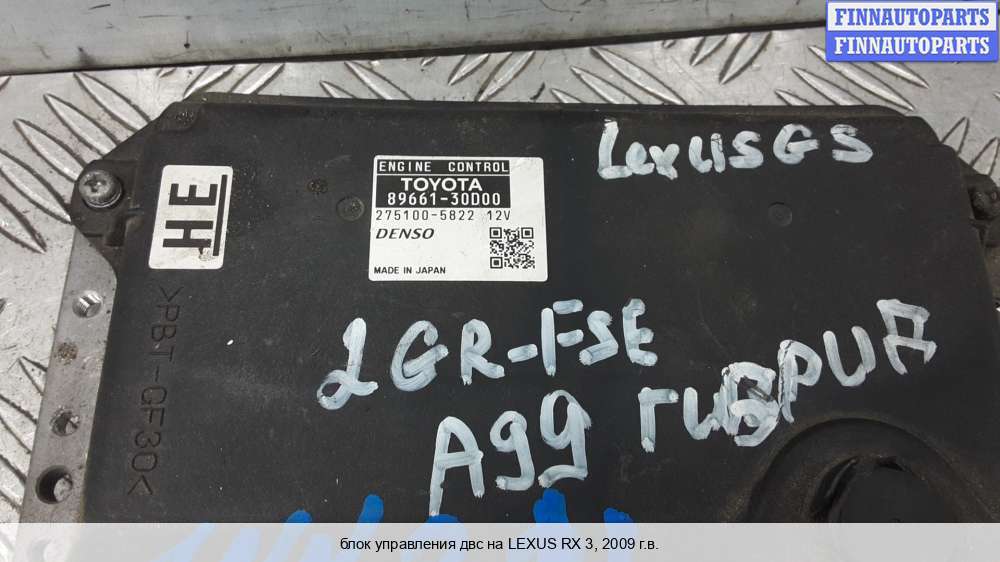 FINNAUTOPARTS
FINNAUTOPARTS
Lexus GS
ENGINE CONTROL
TOYOTA
89661-30D00
275100-5822 12V
DENSO
MADE IN JAPAN
3H
>PBT-GF30<
2GR-FSE
A99 гибрид
блок управления двс на LEXUS RX 3, 2009 г.в.